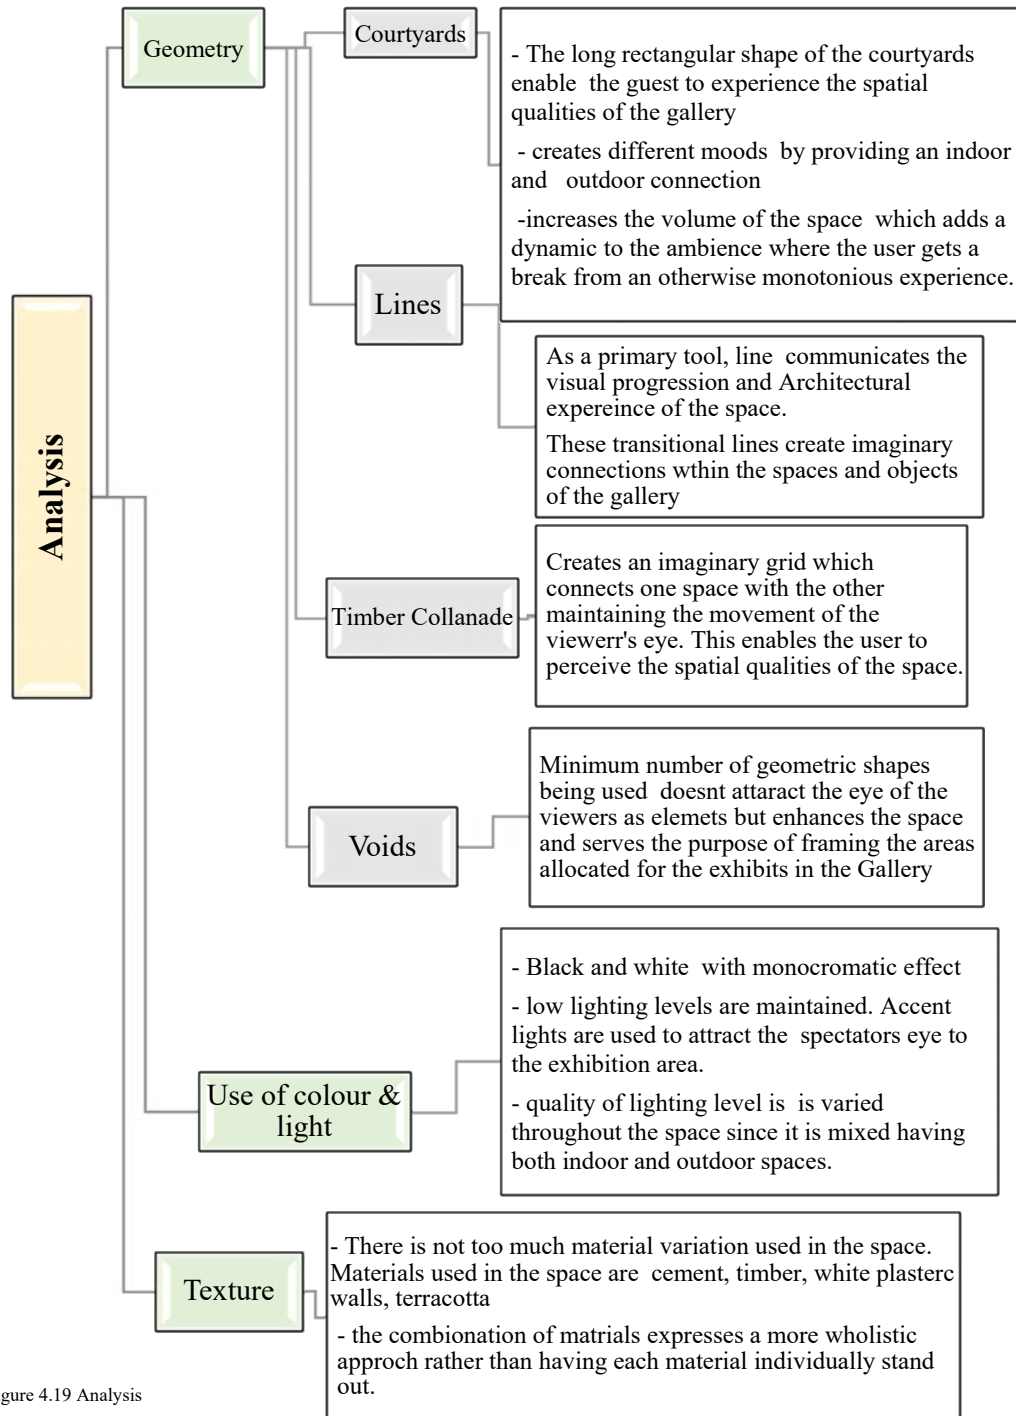 Analysis
Geometry
Courtyards
- The long rectangular shape of the courtyards
enable the guest to experience the spatial
qualities of the gallery
- creates different moods by providing an indoor
and outdoor connection
-increases the volume of the space which adds a
dynamic to the ambience where the user gets a
break from an otherwise monotonious experience.
Lines
As a primary tool, line communicates the
visual progression and Architectural
expereince of the space.
These transitional lines create imaginary
connections wthin the spaces and objects
of the gallery
Timber Collanade
Creates an imaginary grid which
connects one space with the other
maintaining the movement of the
viewerr's eye. This enables the user to
perceive the spatial qualities of the space.
Voids
Minimum number of geometric shapes
being used doesnt attaract the eye of the
viewers as elemets but enhances the space
and serves the purpose of framing the areas
allocated for the exhibits in the Gallery
Use of colour &
light
- Black and white with monocromatic effect
- low lighting levels are maintained. Accent
lights are used to attract the spectators eye to
the exhibition area.
- quality of lighting level is is varied
throughout the space since it is mixed having
both indoor and outdoor spaces.
Texture
- There is not too much material variation used in the space.
Materials used in the space are cement, timber, white plasterc
walls, terracotta
- the combionation of matrials expresses a more wholistic
approch rather than having each material individually stand
out.
gure 4.19 Analysis